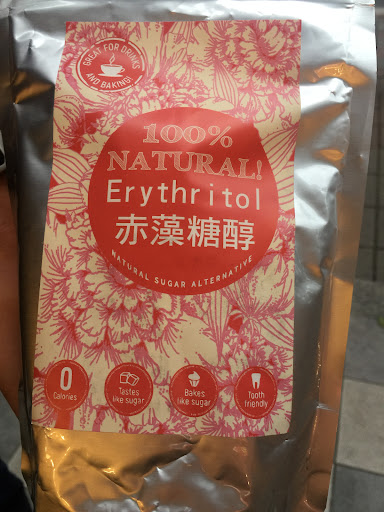 GREAT FOR DRINKS
AND BAKING!
100%
NATURAL!
Erythritol
赤藻糖醇
NATURAL SUGAR ALTERNATIVE
0
Calories
Tastes
like sugar
Bakes
like sugar
Tooth
friendly